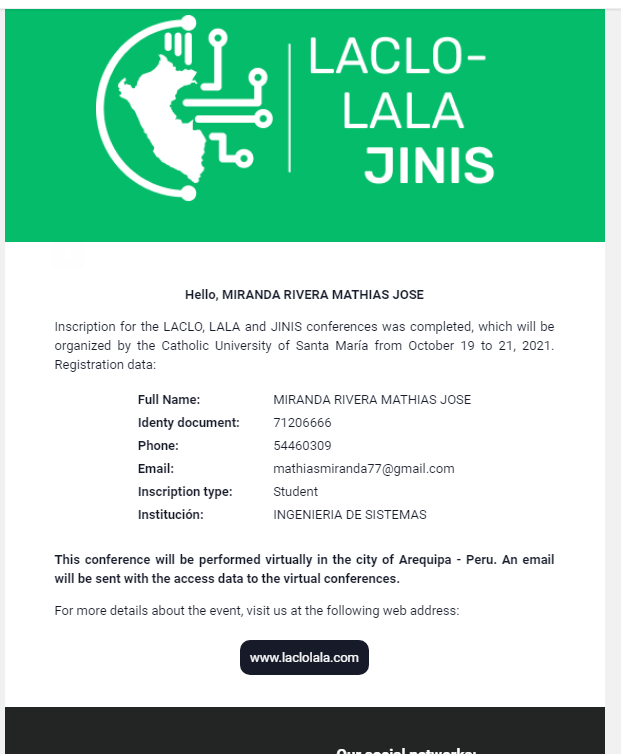 LACLO-
LALA
JINIS
Hello, MIRANDA RIVERA MATHIAS JOSE
Inscription for the LACLO, LALA and JINIS conferences was completed, which will be
organized by the Catholic University of Santa María from October 19 to 21, 2021.
Registration data:
Full Name: MIRANDA RIVERA MATHIAS JOSE
Identy document: 71206666
Phone: 54460309
Email: mathiasmiranda77@gmail.com
Inscription type: Student
Institución: INGENIERIA DE SISTEMAS
This conference will be performed virtually in the city of Arequipa - Peru. An email
will be sent with the access data to the virtual conferences.
For more details about the event, visit us at the following web address:
www.laclolala.com
Our social networks: